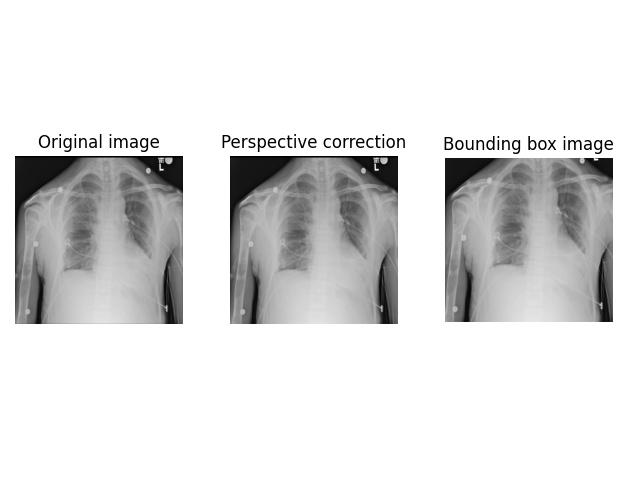 Original image
Perspective correction
Bounding box image
L
L